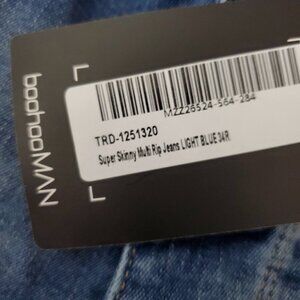 boohooMAN
MZZ26524-564-284
TRD-1251320
Super Skinny Multi Rip Jeans LIGHT BLUE 34R